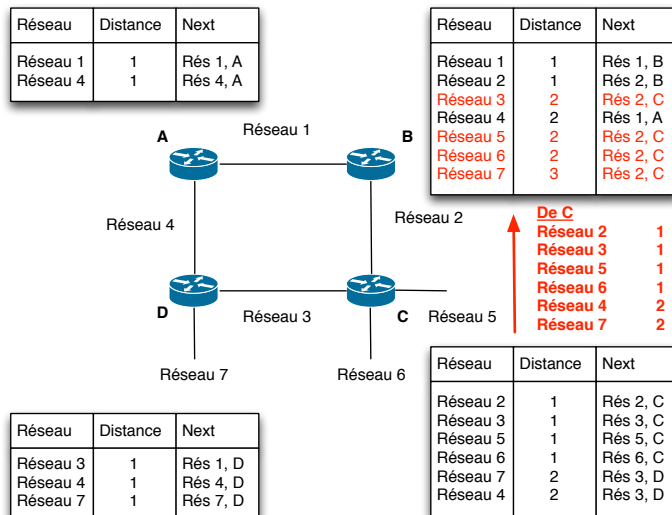 Réseau Distance Next
Réseau 1 1 Rés 1, A
Réseau 4 1 Rés 4, A
Réseau Distance Next
Réseau 1 1 Rés 1, B
Réseau 2 1 Rés 2, B
Réseau 3 2 Rés 2, C
Réseau 4 2 Rés 1, A
Réseau 5 2 Rés 2, C
Réseau 6 2 Rés 2, C
Réseau 7 3 Rés 2, C
A
Réseau 1
B
Réseau 4
Réseau 2
De C
Réseau 2 1
Réseau 3 1
Réseau 5 1
Réseau 6 1
Réseau 4 2
Réseau 7 2
D
Réseau 3
C
Réseau 5
Réseau 7
Réseau 6
Réseau Distance Next
Réseau 2 1 Rés 2, C
Réseau 3 1 Rés 3, C
Réseau 5 1 Rés 5, C
Réseau 6 1 Rés 6, C
Réseau 7 2 Rés 3, D
Réseau 4 2 Rés 3, D
Réseau Distance Next
Réseau 3 1 Rés 1, D
Réseau 4 1 Rés 4, D
Réseau 7 1 Rés 7, D